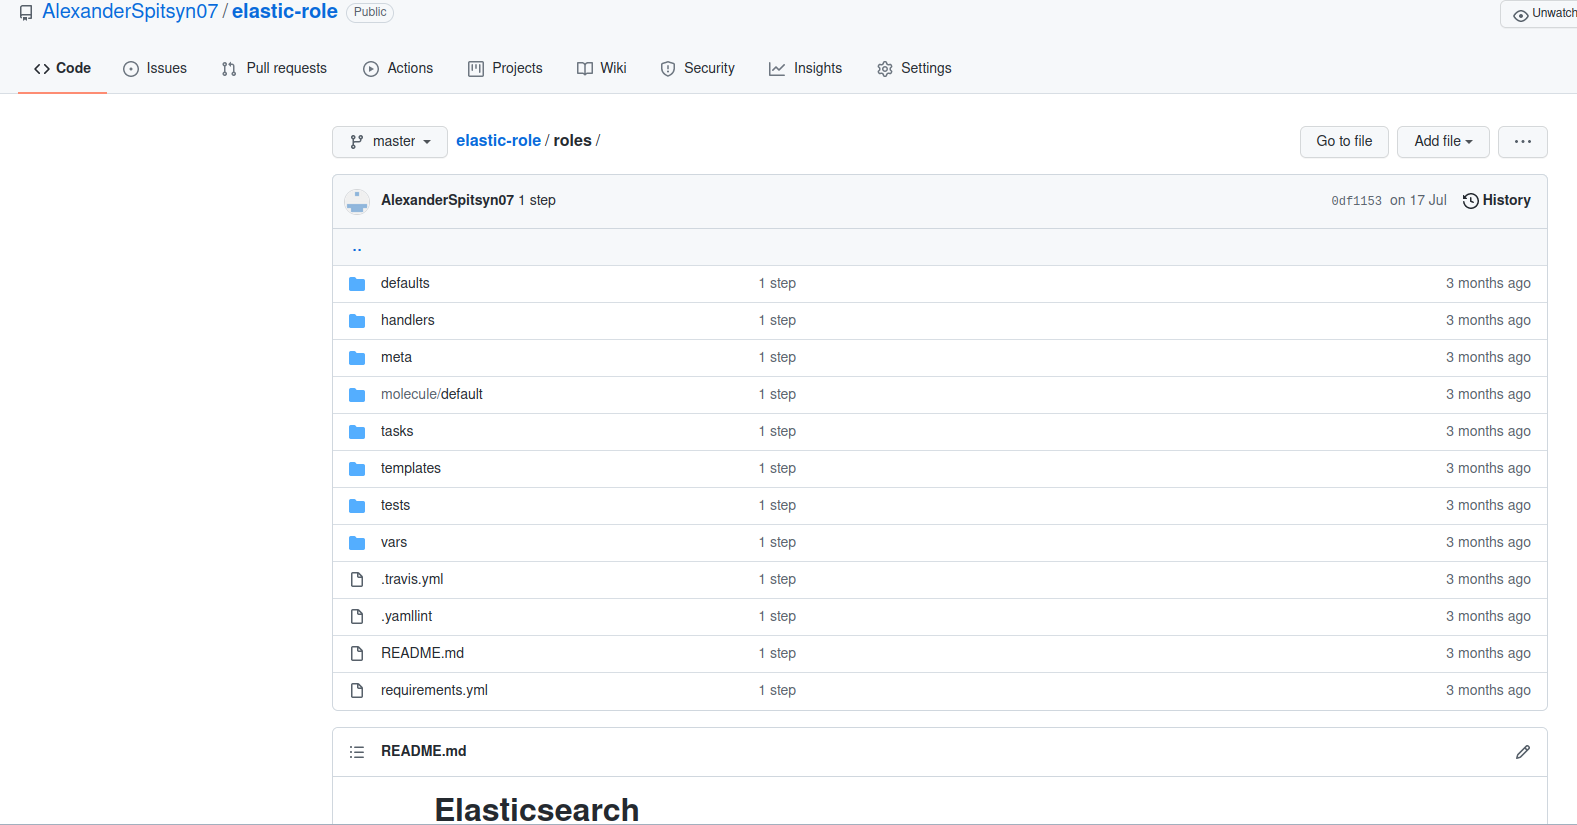 AlexanderSpitsyn07 / elastic-role Public Unwatch
Code Issues Pull requests Actions Projects Wiki Security Insights Settings
master elastic-role / roles / Go to file Add file ...
AlexanderSpitsyn07 1 step 0df1153 on 17 Jul History
..
defaults 1 step 3 months ago
handlers 1 step 3 months ago
meta 1 step 3 months ago
molecule/default 1 step 3 months ago
tasks 1 step 3 months ago
templates 1 step 3 months ago
tests 1 step 3 months ago
vars 1 step 3 months ago
.travis.yml 1 step 3 months ago
.yamllint 1 step 3 months ago
README.md 1 step 3 months ago
requirements.yml 1 step 3 months ago
README.md
Elasticsearch